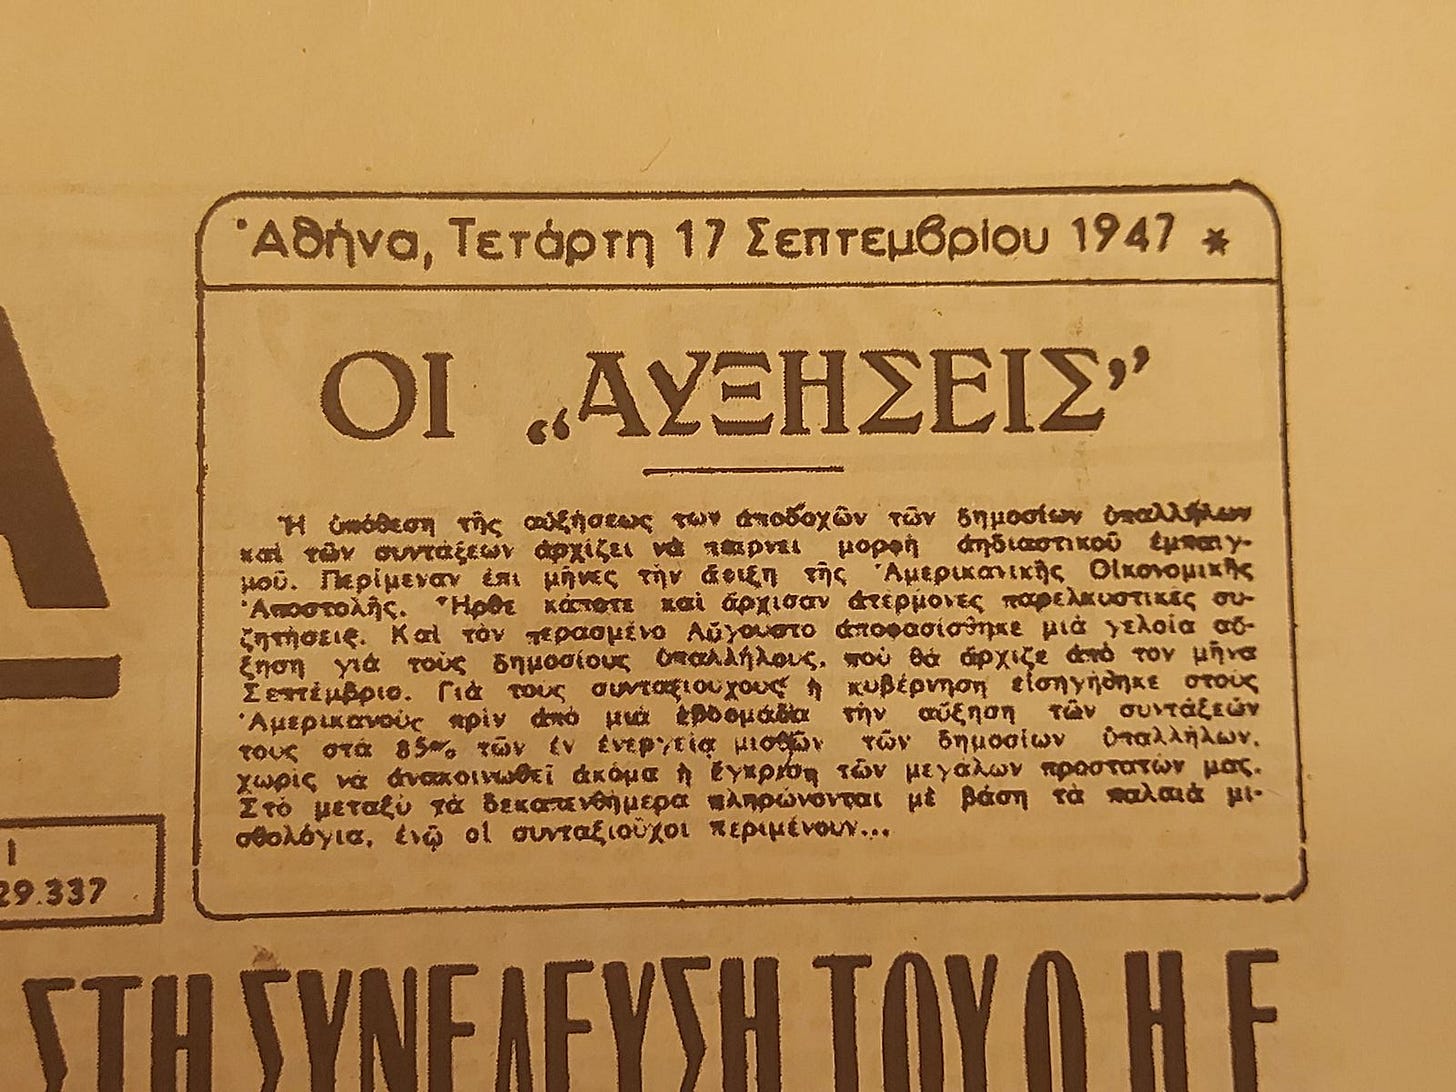 Ἀθήνα, Τετάρτη 17 Σεπτεμβρίου 1947 *
ΟΙ „ΑΥΞΗΣΕΙΣ”
Ἡ ὑπόθεση τῆς αὐξήσεως των ἀποδοχῶν τῶν δημοσίων ὑπαλλήλων
καὶ τῶν συντάξεων ἀρχίζει νὰ παίρνει μορφὴ ἀηδιαστικοῦ ἐμπαιγ-
μοῦ. Περίμεναν ἐπι μῆνες τὴν ἄφιξη τῆς Ἀμερικανικῆς Οἰκονομικῆς
Ἀποστολῆς. Ἦρθε κάποτε καὶ ἄρχισαν ἀτέρμονες παρελκυστικὲς συ-
ζητήσεις. Καὶ τὸν περασμένο Αὔγουστο ἀποφασίσθηκε μιὰ γελοία αὔ-
ξηση γιὰ τοὺς δημοσίους ὑπαλλήλους, ποὺ θὰ ἄρχιζε ἀπὸ τον μῆνα
Σεπτέμβριο. Γιὰ τους συνταξιούχους ἡ κυβέρνηση εἰσηγήθηκε στοὺς
Ἀμερικανοὺς πρὶν ἀπὸ μιὰ ἑβδομάδα τὴν αὔξηση τῶν συντάξεών
τους στὰ 85% τῶν ἐν ἐνεργείᾳ μισθῶν τῶν δημοσίων ὑπαλλήλων,
χωρὶς νὰ ἀνακοινωθεῖ ἀκόμα ἡ ἔγκριση τῶν μεγάλων προστατῶν μας.
Στὸ μεταξὺ τὰ δεκαπενθήμερα πληρώνονται μὲ βάση τὰ παλαιὰ μι-
σθολόγια, ἐνῷ οἱ συνταξιοῦχοι περιμένουν...
29.337
ΣΤΗ ΣΥΝΕΛΕΥΣΗ ΤΟΥ Ο Η Ε